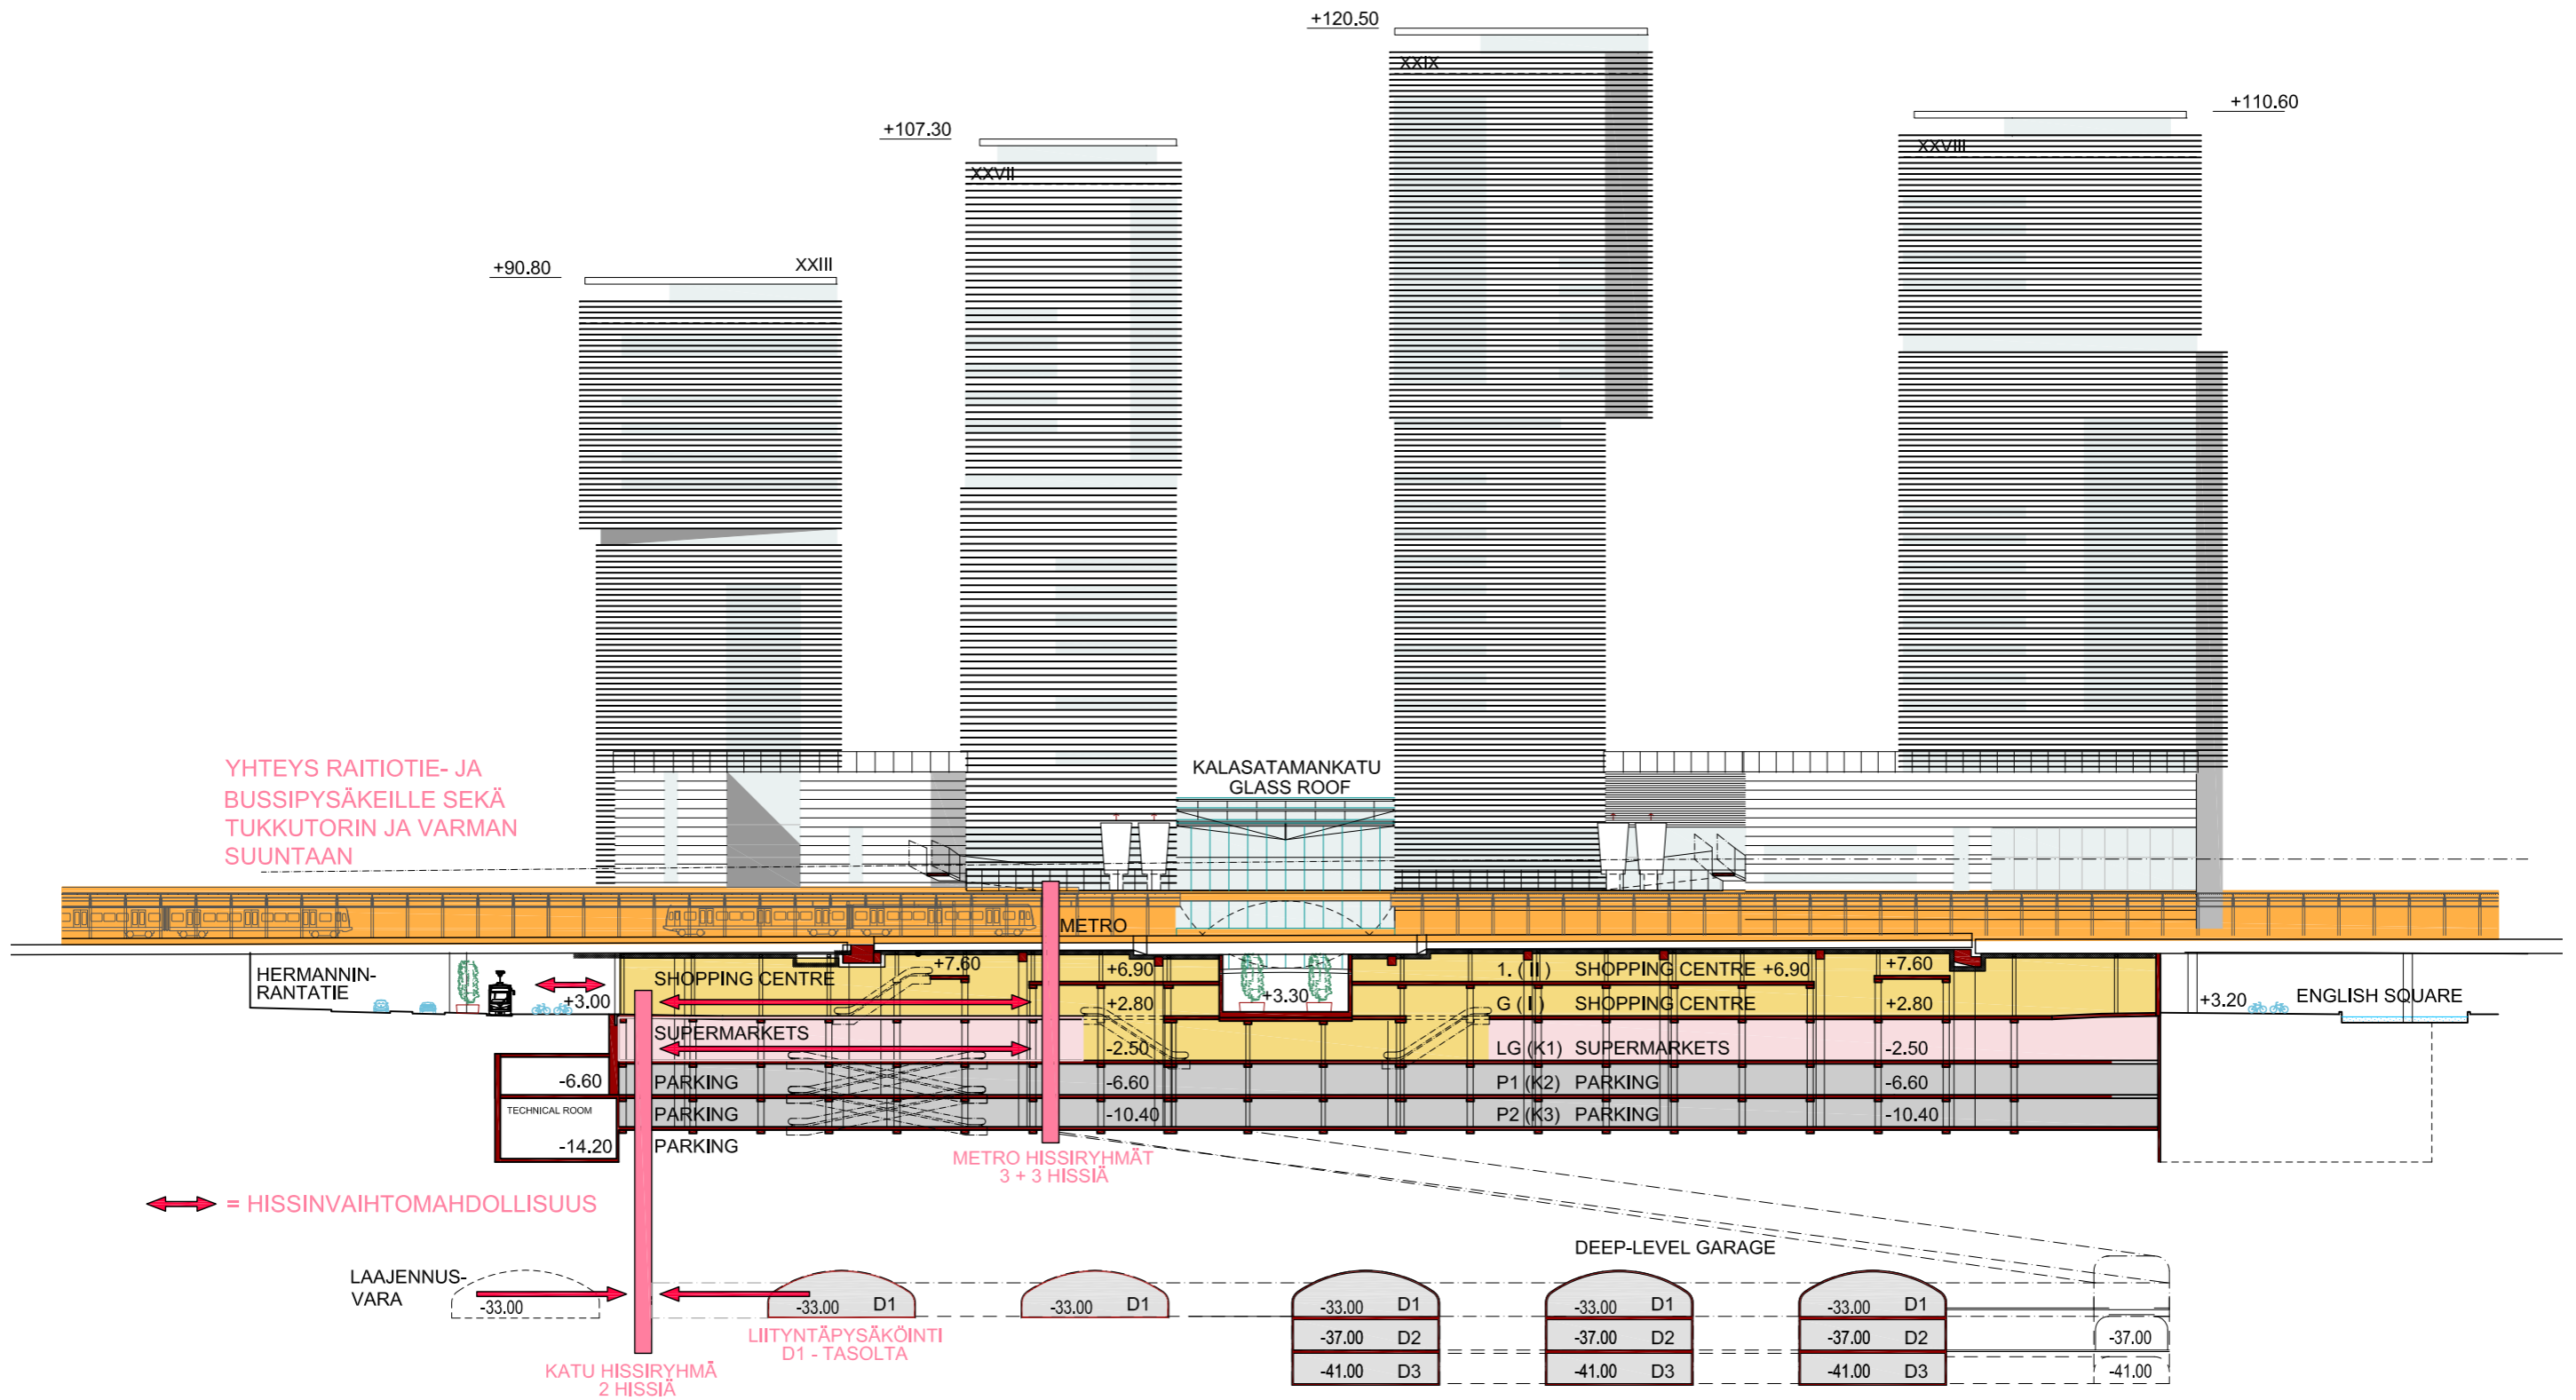 +120.50
XXIX
+110.60
XXVIII
+107.30
XXVII
+90.80
XXIII
YHTEYS RAITIOTIE- JA
BUSSIPYSÄKEILLE SEKÄ
TUKKUTORIN JA VARMAN
SUUNTAAN
KALASATAMANKATU
GLASS ROOF
METRO
HERMANNIN-
RANTATIE
+3.00
SHOPPING CENTRE
+7.60
+6.90
1. ( II ) SHOPPING CENTRE +6.90
+7.60
+2.80
+3.30
G ( I ) SHOPPING CENTRE
+2.80
+3.20
ENGLISH SQUARE
SUPERMARKETS
-2.50
LG (K1) SUPERMARKETS
-2.50
-6.60
PARKING
-6.60
P1 (K2) PARKING
-6.60
TECHNICAL ROOM
PARKING
-10.40
P2 (K3) PARKING
-10.40
-14.20
PARKING
METRO HISSIRYHMÄT
3 + 3 HISSIÄ
= HISSINVAIHTOMAHDOLLISUUS
DEEP-LEVEL GARAGE
LAAJENNUS-
VARA
-33.00
-33.00 D1
-33.00 D1
-33.00 D1
-33.00 D1
-33.00 D1
LIITYNTÄPYSÄKÖINTI
D1 - TASOLTA
-37.00 D2
-37.00 D2
-37.00 D2
-37.00
KATU HISSIRYHMÄ
2 HISSIÄ
-41.00 D3
-41.00 D3
-41.00 D3
-41.00